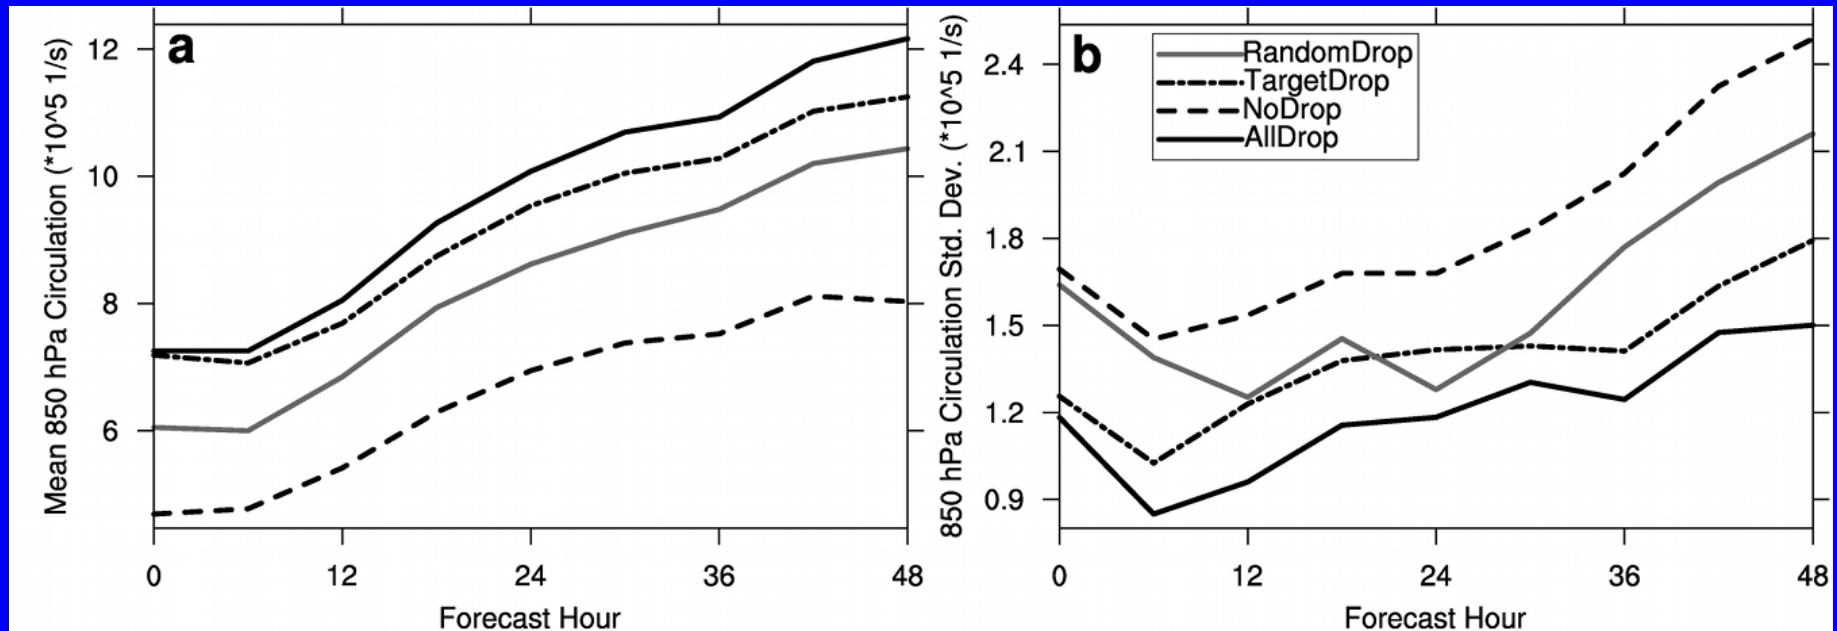 a
Mean 850 hPa Circulation (*10^5 1/s)
12
10
8
6
0 12 24 36 48
Forecast Hour
b
RandomDrop
TargetDrop
NoDrop
AllDrop
850 hPa Circulation Std. Dev. (*10^5 1/s)
2.4
2.1
1.8
1.5
1.2
0.9
0 12 24 36 48
Forecast Hour